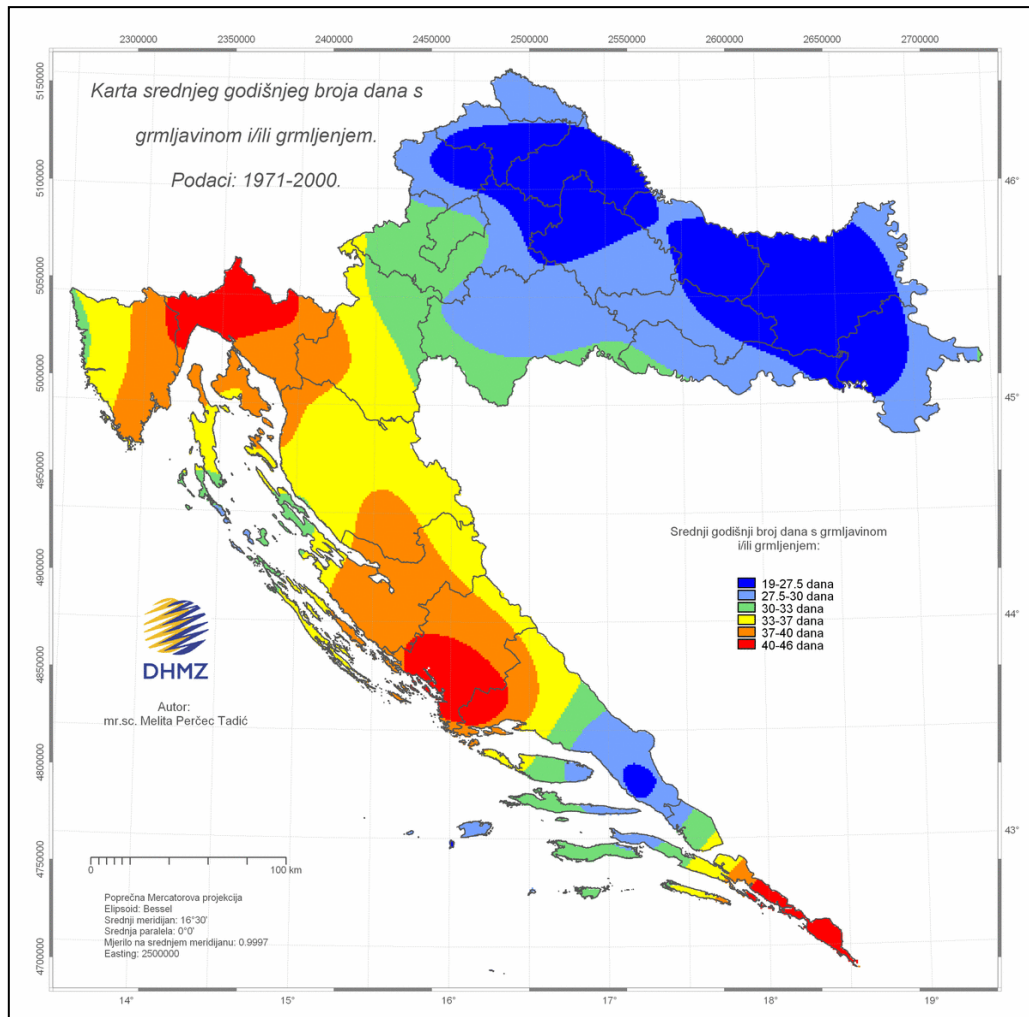 2300000 2350000 2400000 2450000 2500000 2550000 2600000 2650000 2700000
5150000
5100000
5050000
5000000
4950000
4900000
4850000
4800000
4750000
4700000
Karta srednjeg godišnjeg broja dana s
grmljavinom i/ili grmljenjem.
Podaci: 1971-2000.
46°
45°
44°
43°
Srednji godišnji broj dana s grmljavinom
i/ili grmljenjem:
19-27.5 dana
27.5-30 dana
30-33 dana
33-37 dana
37-40 dana
40-46 dana
DHMZ
Autor:
mr.sc. Melita Perčec Tadić
0 100 km
Poprečna Mercatorova projekcija
Elipsoid: Bessel
Srednji meridijan: 16°30'
Srednja paralela: 0°0'
Mjerilo na srednjem meridijanu: 0.9997
Easting: 2500000
14° 15° 16° 17° 18° 19°